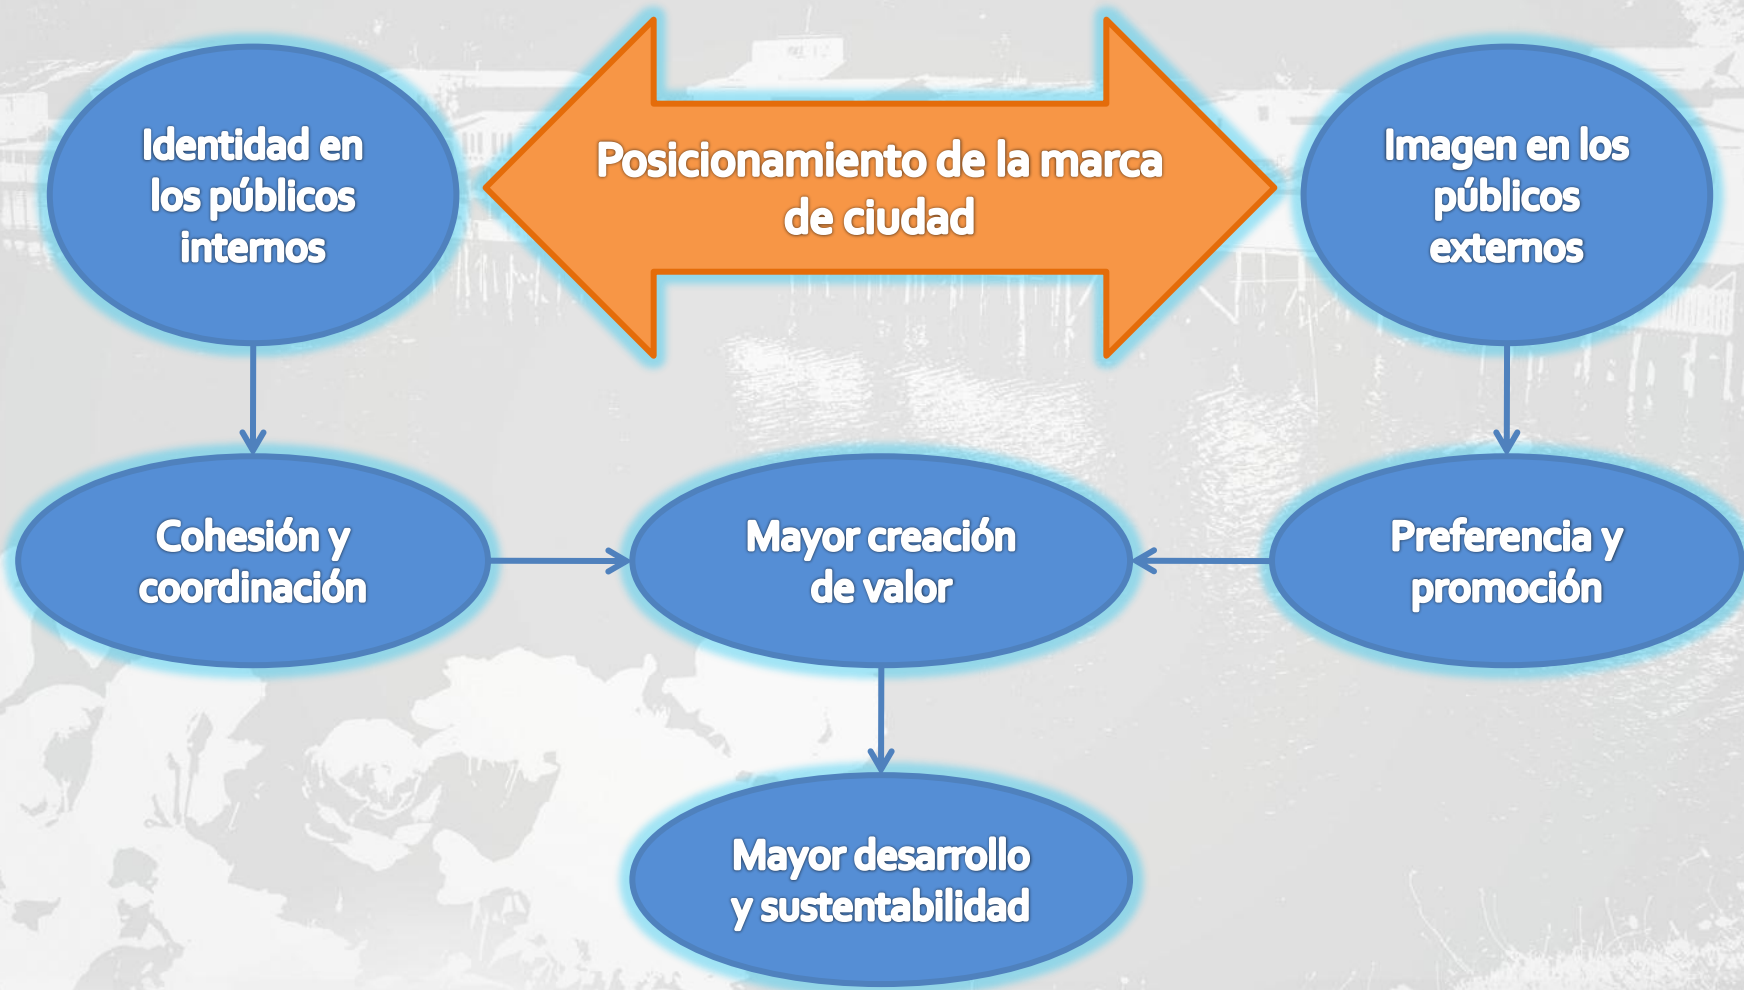 Identidad en
los públicos
internos
Posicionamiento de la marca
de ciudad
Imagen en los
públicos
externos
Cohesión y
coordinación
Mayor creación
de valor
Preferencia y
promoción
Mayor desarrollo
y sustentabilidad